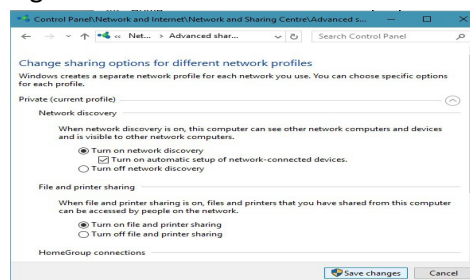 Control Panel\Network and Internet\Network and Sharing Centre\Advanced s...
Net... > Advanced shar...
Search Control Panel
Change sharing options for different network profiles
Windows creates a separate network profile for each network you use. You can choose specific options
for each profile.
Private (current profile)
Network discovery
When network discovery is on, this computer can see other network computers and devices
and is visible to other network computers.
Turn on network discovery
Turn on automatic setup of network-connected devices.
Turn off network discovery
File and printer sharing
When file and printer sharing is on, files and printers that you have shared from this computer
can be accessed by people on the network.
Turn on file and printer sharing
Turn off file and printer sharing
HomeGroup connections
Save changes
Cancel